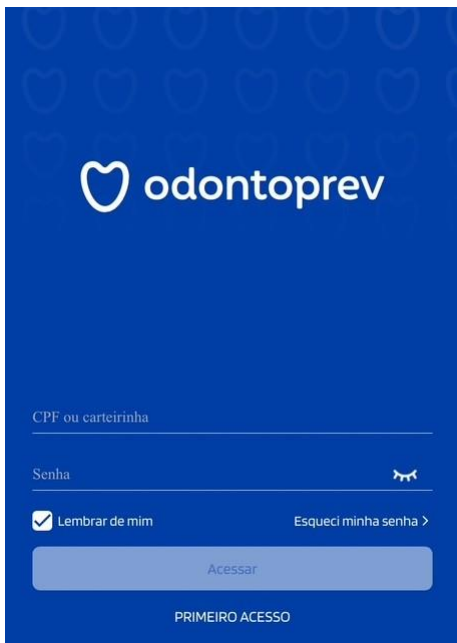 odontoprev
CPF ou carteirinha
Senha
Lembrar de mim
Esqueci minha senha >
Acessar
PRIMEIRO ACESSO